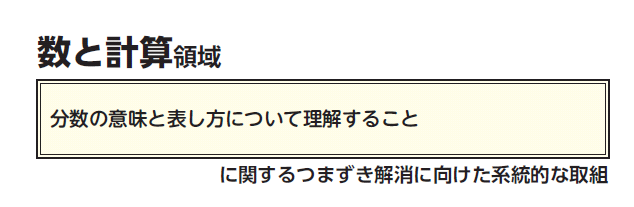 数と計算領域
分数の意味と表し方について理解すること
に関するつまずき解消に向けた系統的な取組